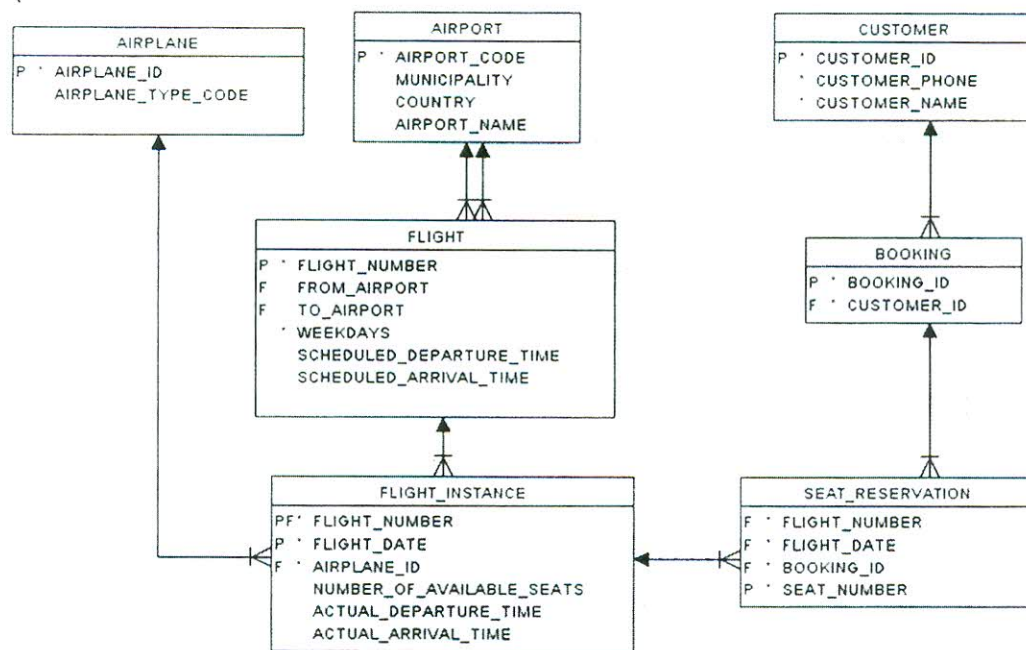 AIRPLANE
P * AIRPLANE_ID
AIRPLANE_TYPE_CODE
AIRPORT
P * AIRPORT_CODE
MUNICIPALITY
COUNTRY
AIRPORT_NAME
CUSTOMER
P * CUSTOMER_ID
* CUSTOMER_PHONE
* CUSTOMER_NAME
FLIGHT
P * FLIGHT_NUMBER
F FROM_AIRPORT
F TO_AIRPORT
* WEEKDAYS
SCHEDULED_DEPARTURE_TIME
SCHEDULED_ARRIVAL_TIME
BOOKING
P * BOOKING_ID
F * CUSTOMER_ID
FLIGHT_INSTANCE
PF* FLIGHT_NUMBER
P * FLIGHT_DATE
F * AIRPLANE_ID
NUMBER_OF_AVAILABLE_SEATS
ACTUAL_DEPARTURE_TIME
ACTUAL_ARRIVAL_TIME
SEAT_RESERVATION
F * FLIGHT_NUMBER
F * FLIGHT_DATE
F * BOOKING_ID
P * SEAT_NUMBER